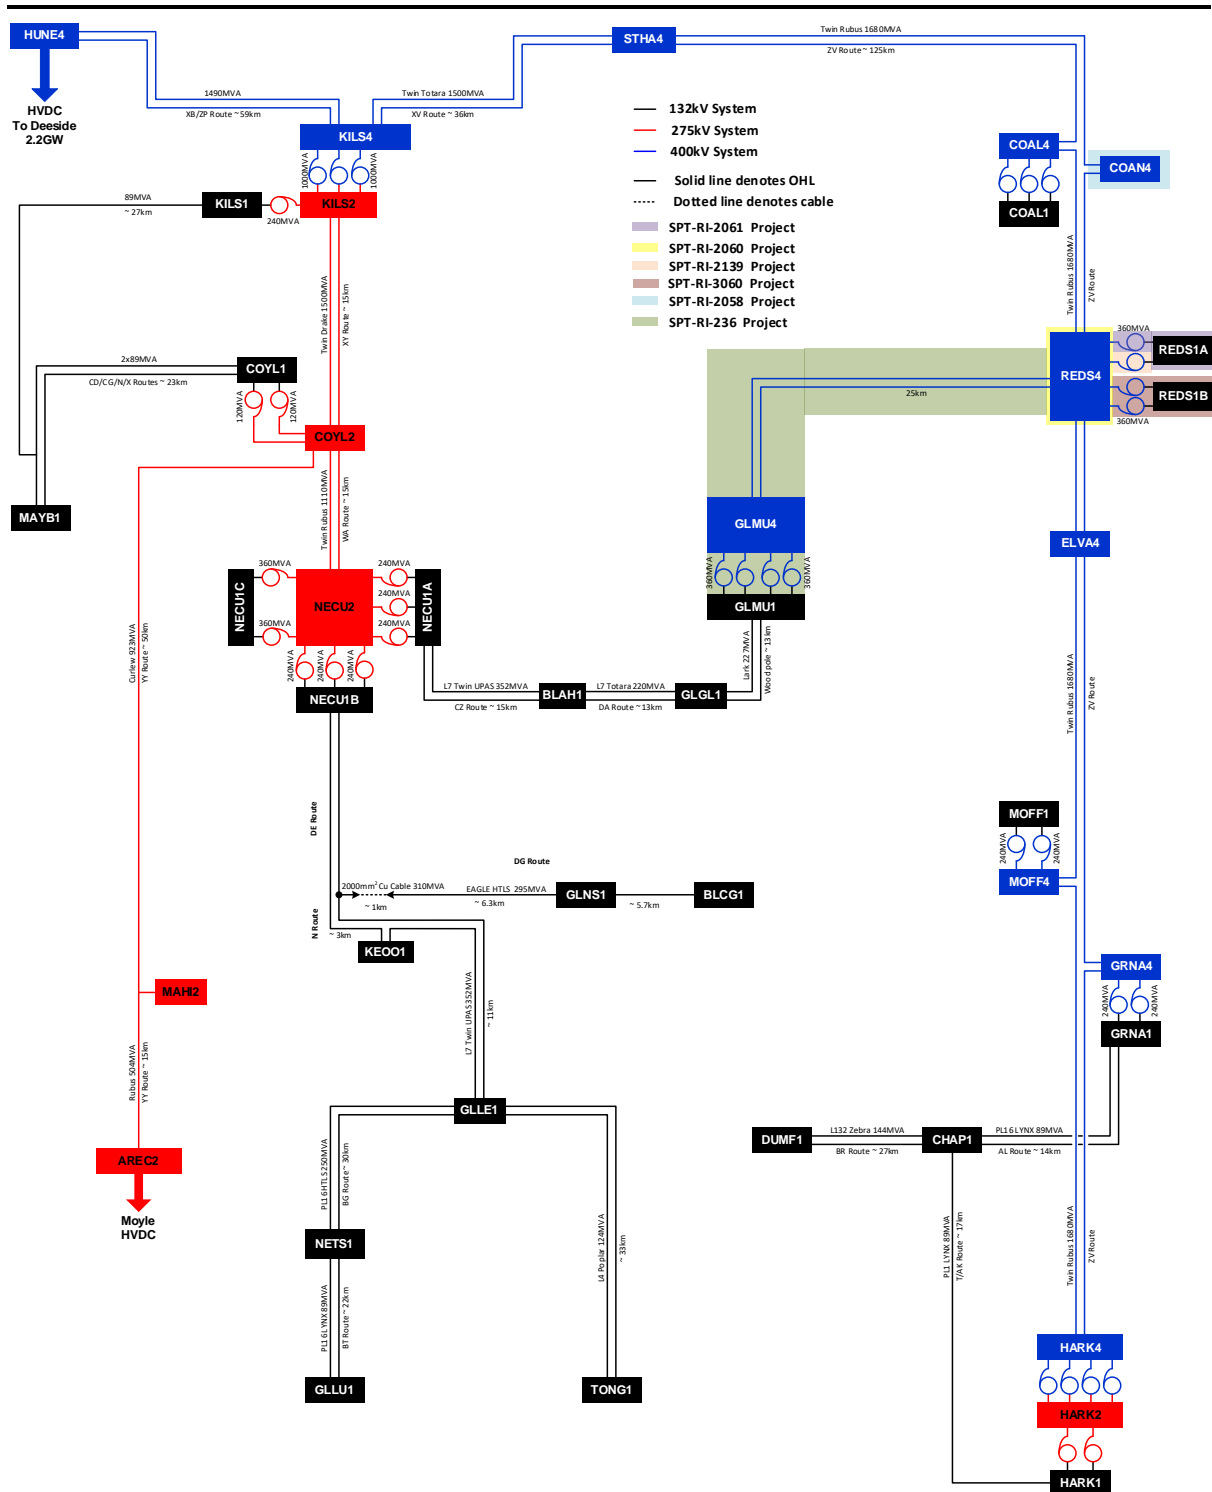 HUNE4
HVDC
To Deeside
2.2GW
1490MVA
XB/ZP Route ~59km
Twin Totara 1500MVA
XV Route ~ 36km
STHA4
Twin Rubus 1680MVA
ZV Route ~ 125km
KILS4
1000MVA
1000MVA
89MVA
~ 27km
KILS1
240MVA
KILS2
132kV System
275kV System
400kV System
Solid line denotes OHL
Dotted line denotes cable
SPT-RI-2061 Project
SPT-RI-2060 Project
SPT-RI-2139 Project
SPT-RI-3060 Project
SPT-RI-2058 Project
SPT-RI-236 Project
COAL4
COAN4
COAL1
Twin Rubus 1680MVA
ZV Route
Twin Drake 1500MVA
XY Route ~ 15km
2x89MVA
CD/CG/N/X Routes ~ 23km
COYL1
120MVA
120MVA
COYL2
MAYB1
Twin Rubus 1110MVA
WA Route ~ 15km
360MVA
REDS4
REDS1A
REDS1B
360MVA
25km
GLMU4
360MVA
360MVA
GLMU1
ELVA4
360MVA
240MVA
NECU1C
NECU2
240MVA
NECU1A
360MVA
240MVA
240MVA
240MVA
240MVA
NECU1B
Lark 227MVA
Wood pole ~ 13km
L7 Twin UPAS 352MVA
CZ Route ~ 15km
BLAH1
L7 Totara 220MVA
DA Route ~13km
GLGL1
Curlew 923MVA
YY Route ~ 50km
Twin Rubus 1680MVA
ZV Route
DE Route
MOFF1
240MVA
240MVA
MOFF4
DG Route
2000mm² Cu Cable 310MVA
~ 1km
EAGLE HTLS 295MVA
~ 6.3km
GLNS1
~ 5.7km
BLCG1
N Route
~ 3km
KEOO1
L7 Twin UPAS 352MVA
~ 11km
MAHI2
GRNA4
240MVA
240MVA
GRNA1
Rubus 504MVA
YY Route ~ 15km
GLLE1
AREC2
Moyle
HVDC
DUMF1
L132 Zebra 144MVA
BR Route ~ 27km
CHAP1
PL16 LYNX 89MVA
AL Route ~ 14km
PL16 HTLS 250MVA
BG Route ~ 30km
NETS1
L4 Poplar 124MVA
~ 33km
PL1 LYNX 89MVA
T/AK Route ~ 17km
Twin Rubus 1680MVA
ZV Route
PL16 LYNX 89MVA
BT Route ~ 22km
GLLU1
TONG1
HARK4
HARK2
HARK1